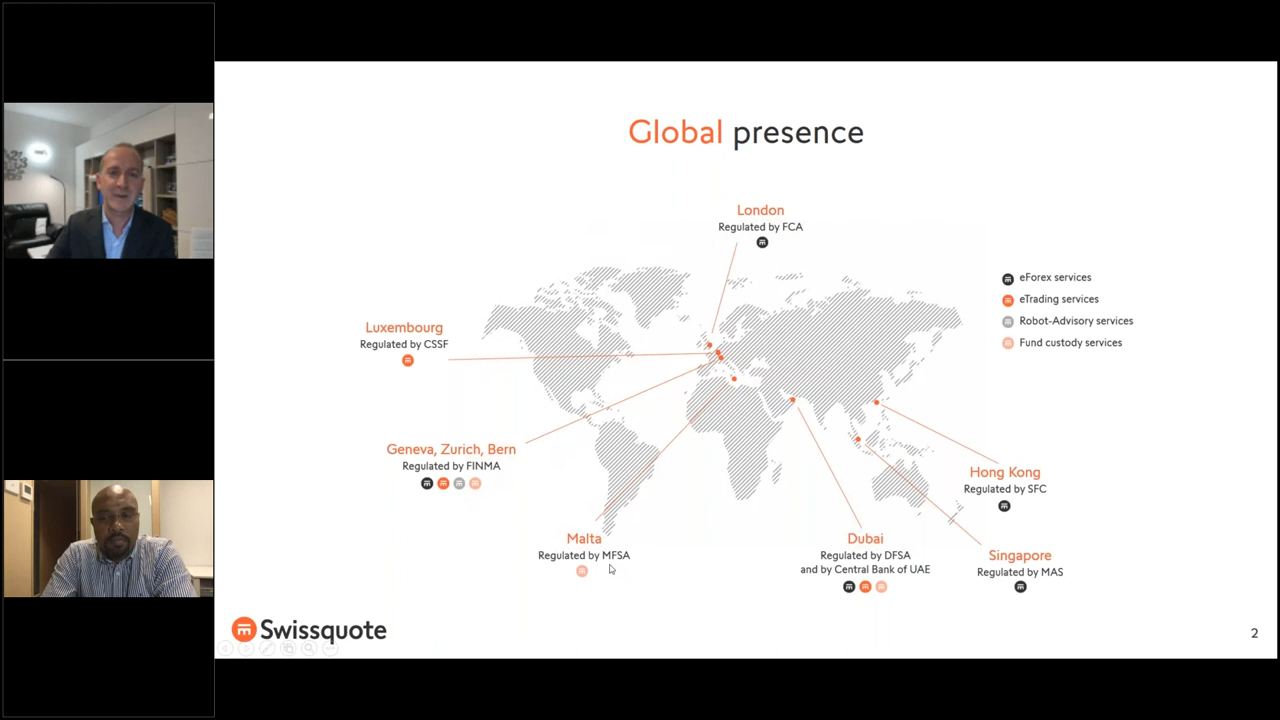 Global presence
London
Regulated by FCA
eForex services
eTrading services
Robot-Advisory services
Fund custody services
Luxembourg
Regulated by CSSF
Geneva, Zurich, Bern
Regulated by FINMA
Hong Kong
Regulated by SFC
Malta
Regulated by MFSA
Dubai
Regulated by DFSA
and by Central Bank of UAE
Singapore
Regulated by MAS
Swissquote
2